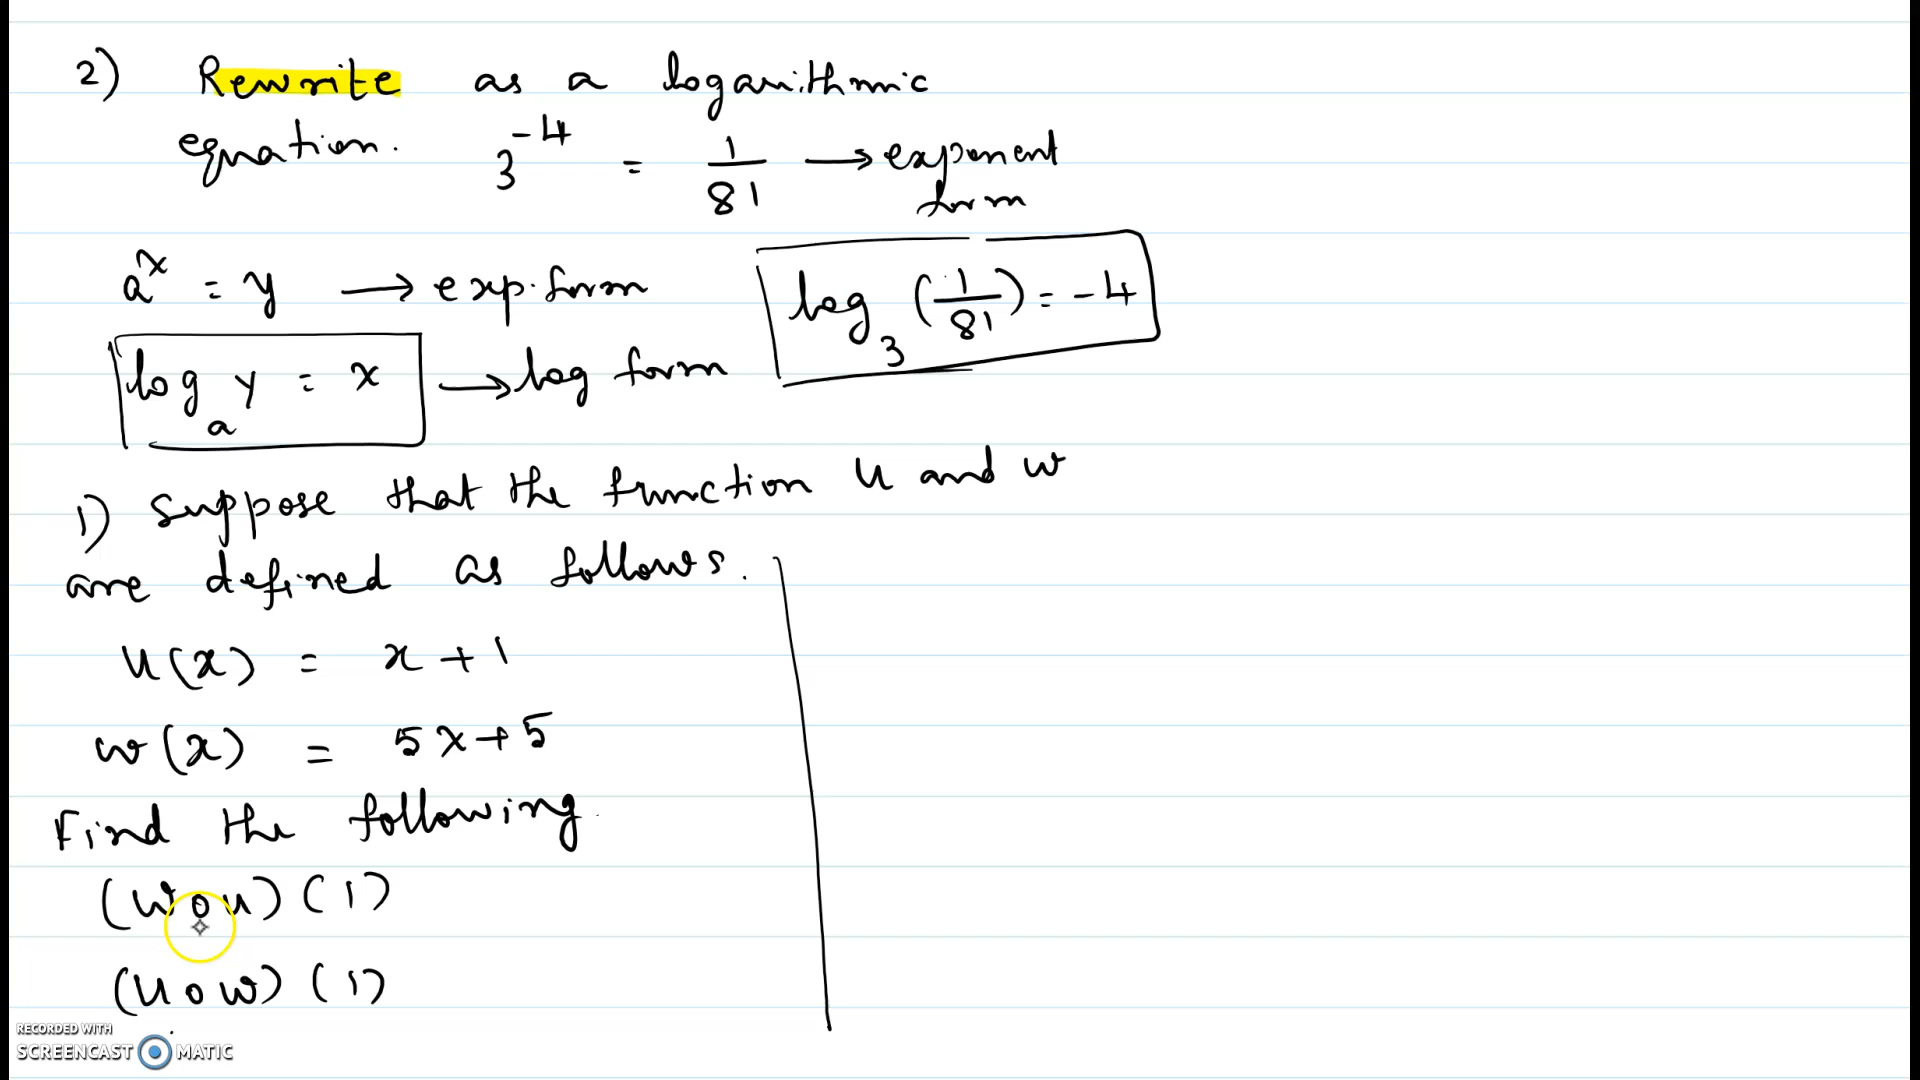 2) Rewrite as a logarithmic
equation. 3^-4 = 1/81 → exponent
form
a^x = y → exp. form
log_3 (1/81) = -4
log_a y = x → log form
1) Suppose that the function u and w
are defined as follows.
u(x) = x + 1
w(x) = 5x + 5
Find the following.
(w o u) (1)
(u o w) (1)
RECORDED WITH
SCREENCAST MATIC